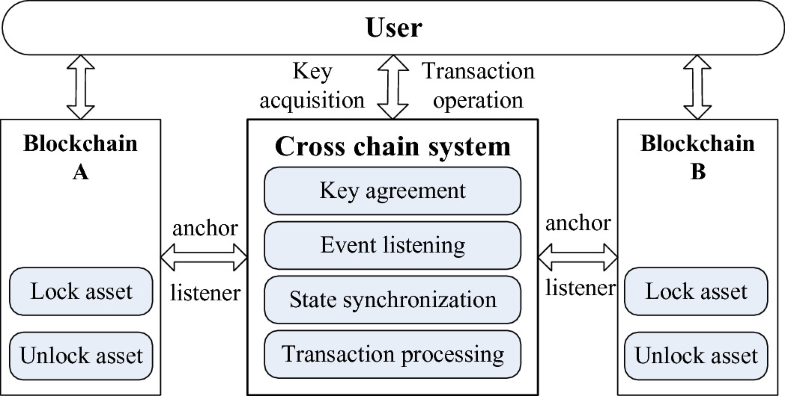 User
Key
acquisition
Transaction
operation
Blockchain
A
Lock asset
Unlock asset
anchor
listener
Cross chain system
Key agreement
Event listening
State synchronization
Transaction processing
anchor
listener
Blockchain
B
Lock asset
Unlock asset